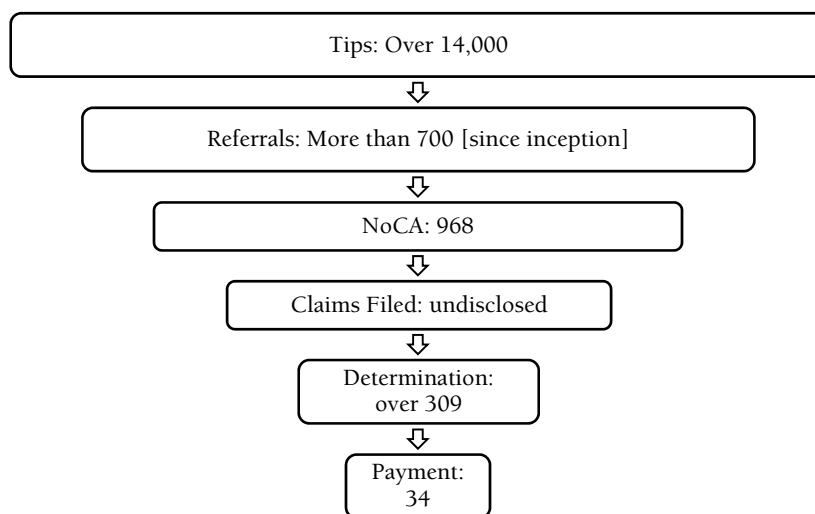 Tips: Over 14,000
Referrals: More than 700 [since inception]
NoCA: 968
Claims Filed: undisclosed
Determination:
over 309
Payment:
34